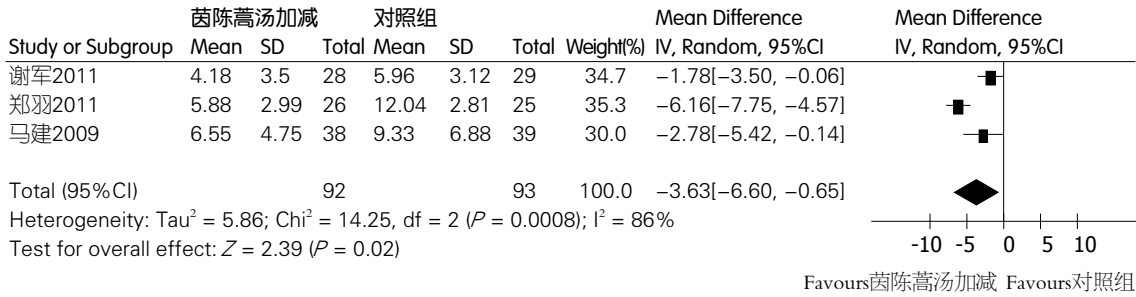 茵陈蒿汤加减 对照组 Mean Difference Mean Difference
Study or Subgroup Mean SD Total Mean SD Total Weight(%) IV, Random, 95%CI IV, Random, 95%CI
谢军2011 4.18 3.5 28 5.96 3.12 29 34.7 −1.78[−3.50, −0.06]
郑羽2011 5.88 2.99 26 12.04 2.81 25 35.3 −6.16[−7.75, −4.57]
马建2009 6.55 4.75 38 9.33 6.88 39 30.0 −2.78[−5.42, −0.14]
Total (95%CI) 92 93 100.0 −3.63[−6.60, −0.65]
Heterogeneity: Tau² = 5.86; Chi² = 14.25, df = 2 (P = 0.0008); I² = 86%
Test for overall effect: Z = 2.39 (P = 0.02)
-10 -5 0 5 10
Favours茵陈蒿汤加减 Favours对照组